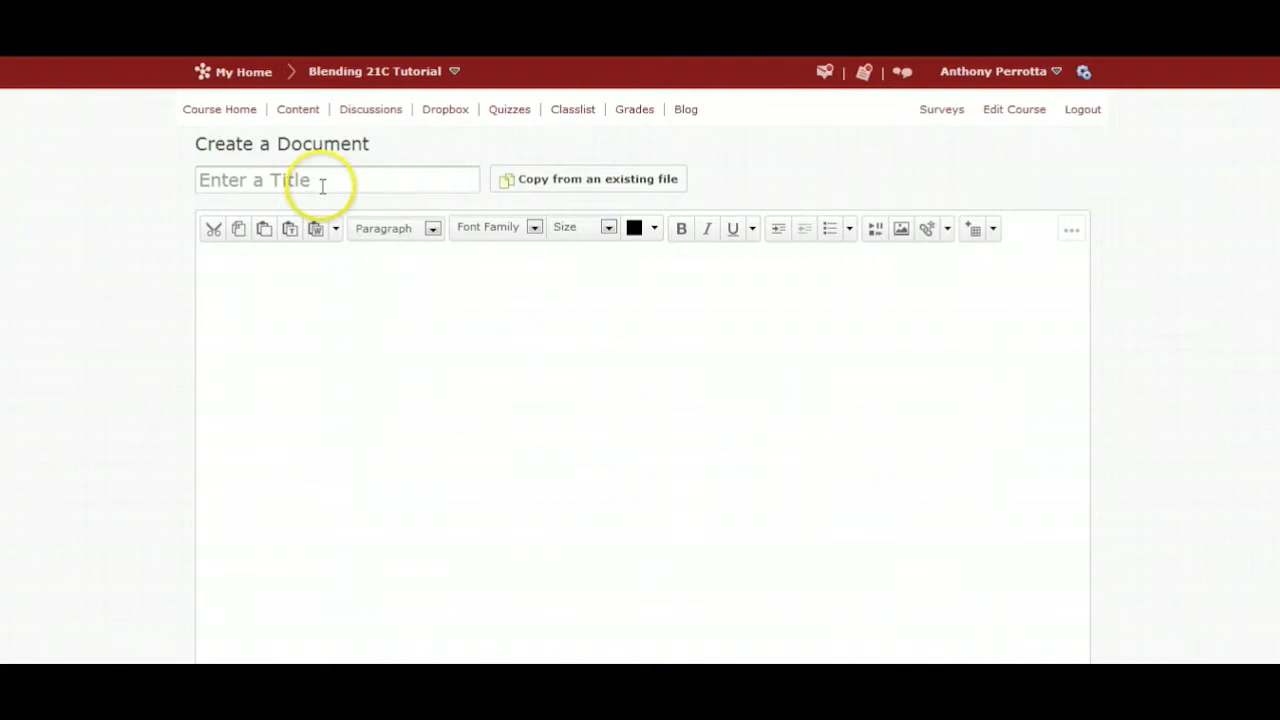 My Home Blending 21C Tutorial Anthony Perrotta
Course Home | Content | Discussions | Dropbox | Quizzes | Classlist | Grades | Blog Surveys | Edit Course | Logout
Create a Document
Enter a Title Copy from an existing file
Paragraph Font Family Size B I U